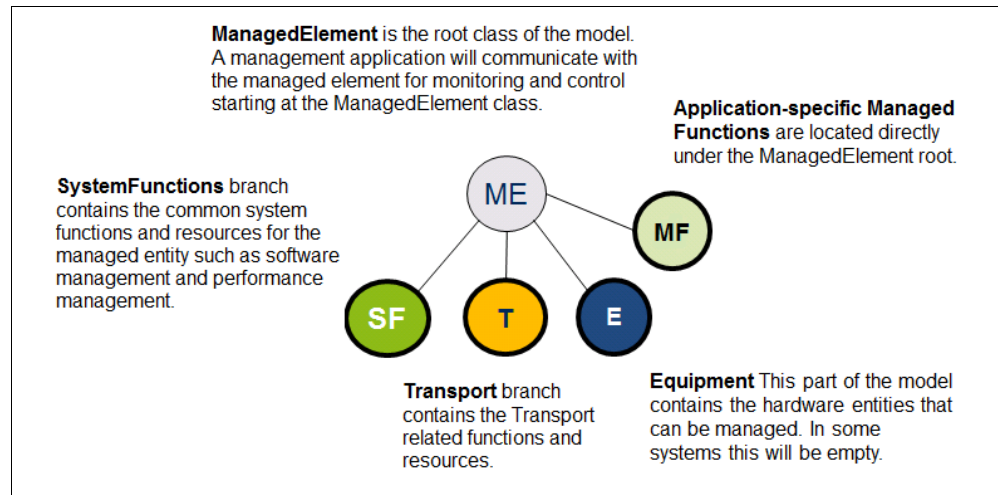 ManagedElement is the root class of the model.
A management application will communicate with
the managed element for monitoring and control
starting at the ManagedElement class.
Application-specific Managed
Functions are located directly
under the ManagedElement root.
SystemFunctions branch
contains the common system
functions and resources for the
managed entity such as software
management and performance
management.
ME
MF
SF
T
E
Transport branch
contains the Transport
related functions and
resources.
Equipment This part of the model
contains the hardware entities that
can be managed. In some
systems this will be empty.